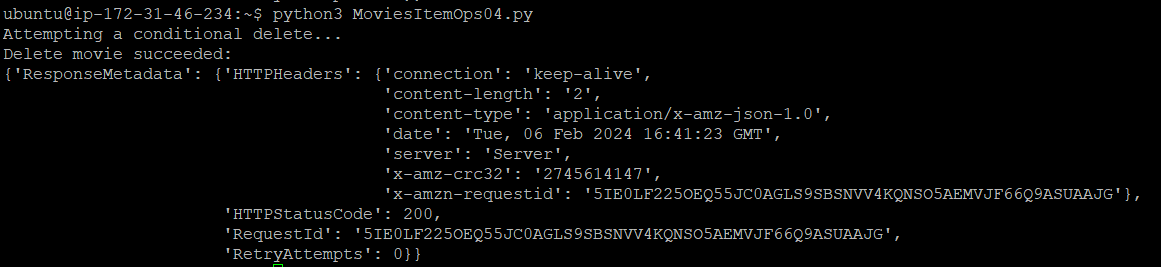 ubuntu@ip-172-31-46-234:~$ python3 MoviesItemOps04.py
Attempting a conditional delete...
Delete movie succeeded:
{'ResponseMetadata': {'HTTPHeaders': {'connection': 'keep-alive',
'content-length': '2',
'content-type': 'application/x-amz-json-1.0',
'date': 'Tue, 06 Feb 2024 16:41:23 GMT',
'server': 'Server',
'x-amz-crc32': '2745614147',
'x-amzn-requestid': '5IE0LF225OEQ55JC0AGLS9SBSNVV4KQNSO5AEMVJF66Q9ASUAAJG'},
'HTTPStatusCode': 200,
'RequestId': '5IE0LF225OEQ55JC0AGLS9SBSNVV4KQNSO5AEMVJF66Q9ASUAAJG',
'RetryAttempts': 0}}